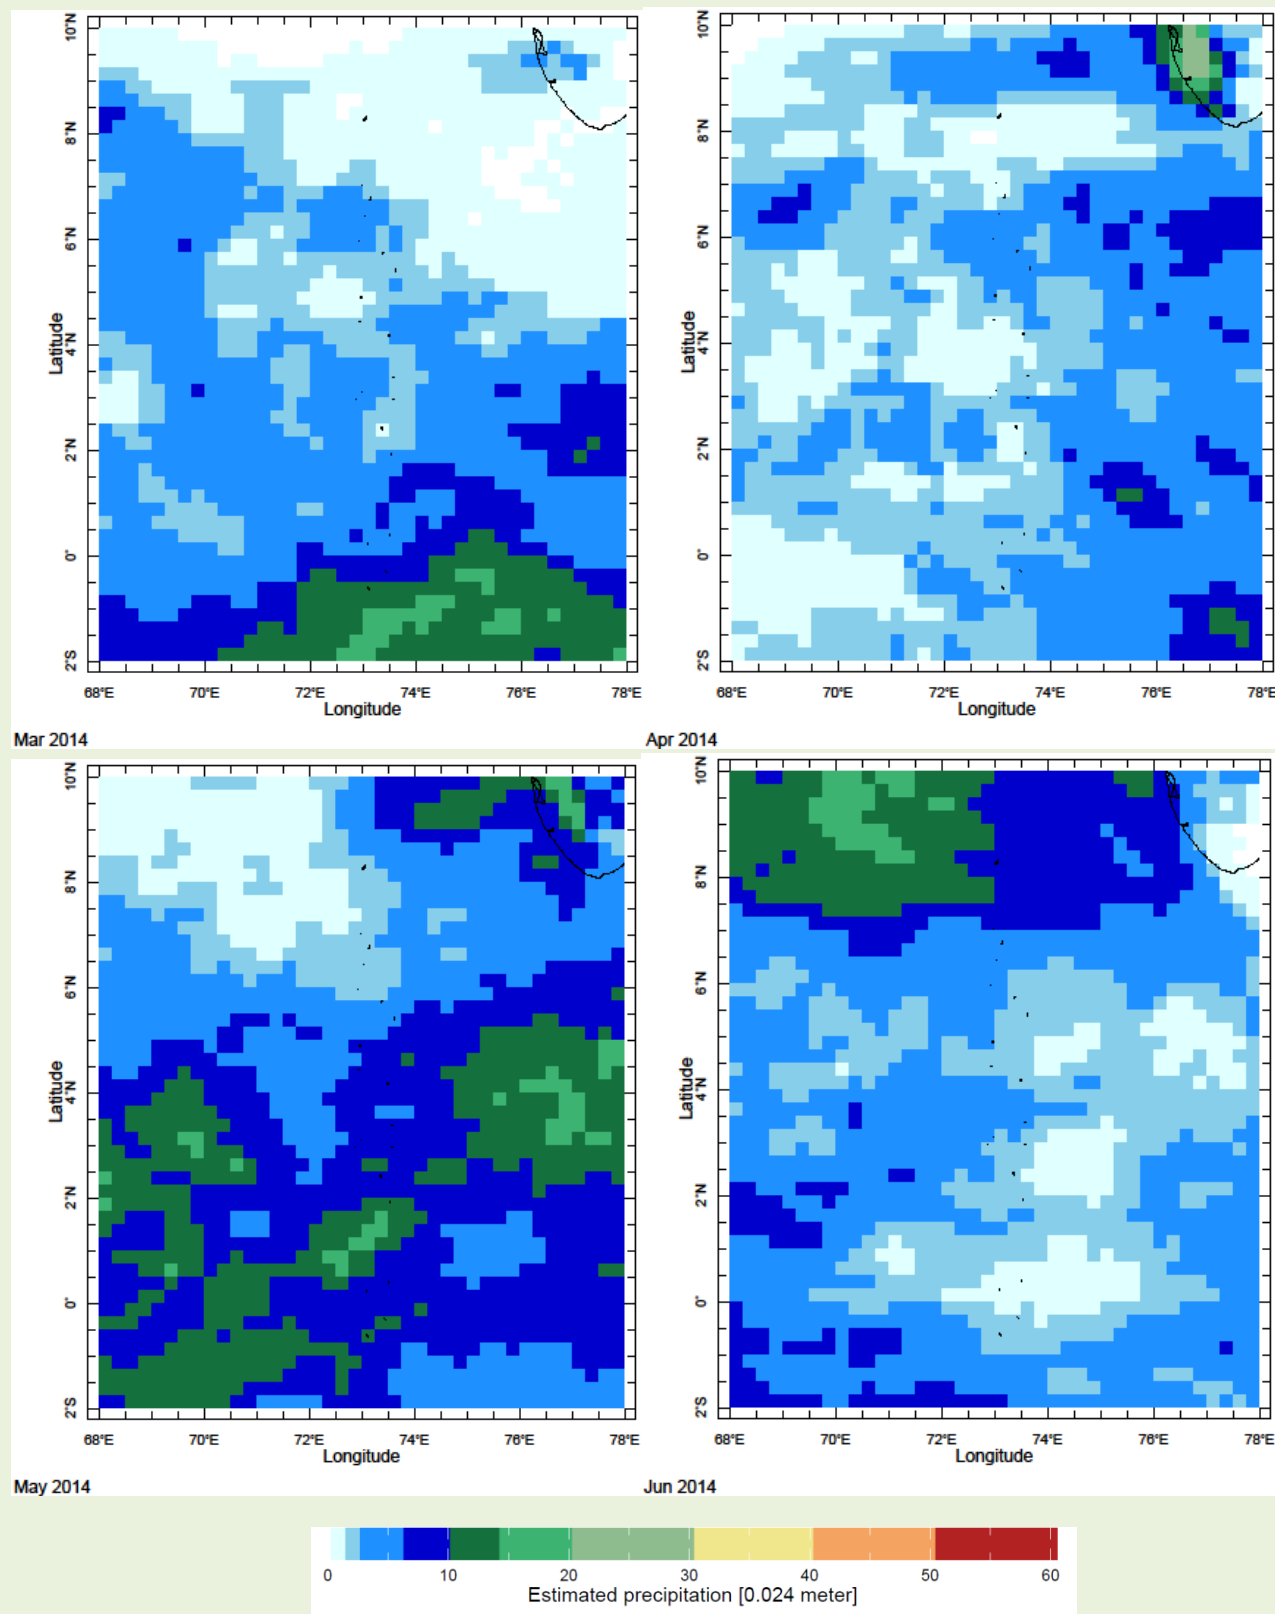 10°N
8°N
6°N
4°N
2°N
0°
2°S
Latitude
68°E 70°E 72°E 74°E 76°E 78°E
Longitude
Mar 2014
10°N
8°N
6°N
4°N
2°N
0°
2°S
Latitude
68°E 70°E 72°E 74°E 76°E 78°E
Longitude
Apr 2014
10°N
8°N
6°N
4°N
2°N
0°
2°S
Latitude
68°E 70°E 72°E 74°E 76°E 78°E
Longitude
May 2014
10°N
8°N
6°N
4°N
2°N
0°
2°S
Latitude
68°E 70°E 72°E 74°E 76°E 78°E
Longitude
Jun 2014
0 10 20 30 40 50 60
Estimated precipitation [0.024 meter]